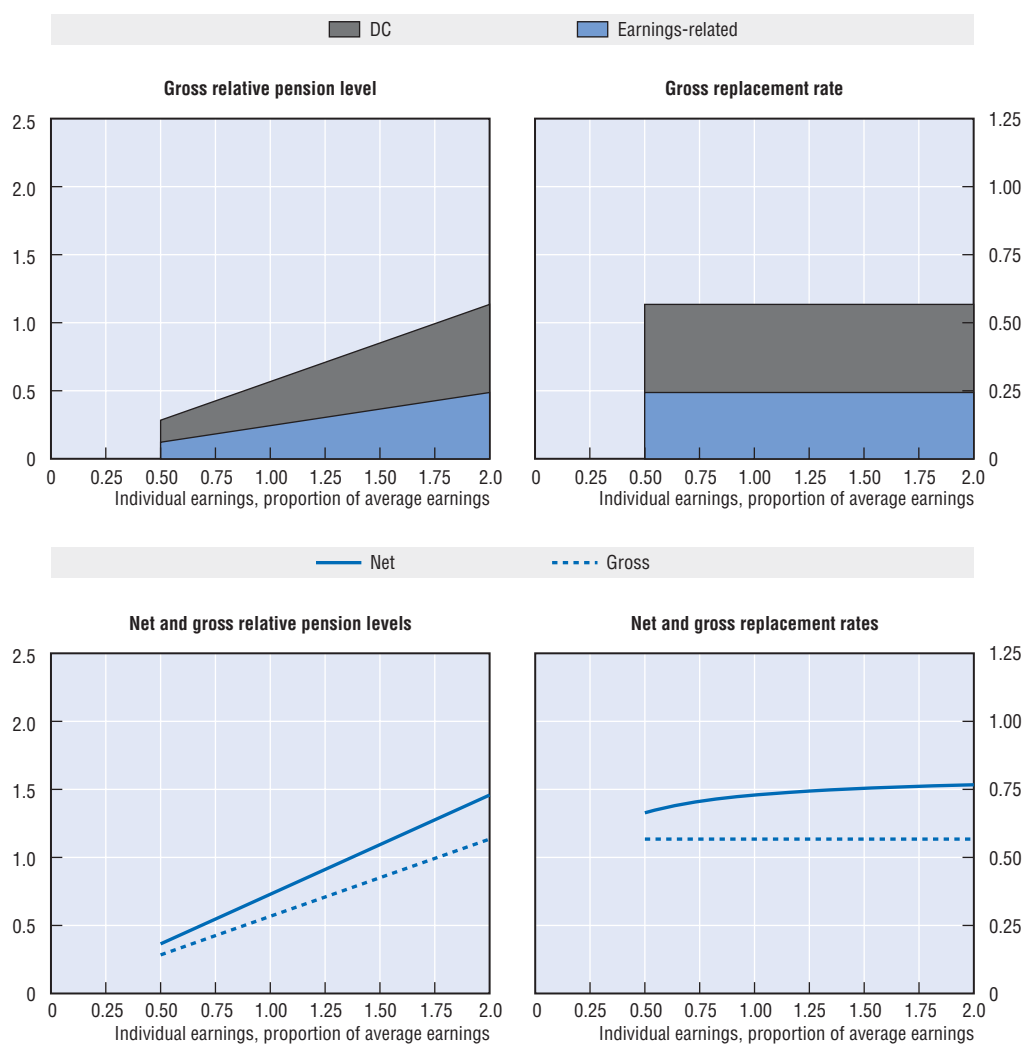 DC
Earnings-related
Gross relative pension level
Gross replacement rate
2.5
2.0
1.5
1.0
0.5
0
0 0.25 0.50 0.75 1.00 1.25 1.50 1.75 2.0
Individual earnings, proportion of average earnings
1.25
1.00
0.75
0.50
0.25
0
0 0.25 0.50 0.75 1.00 1.25 1.50 1.75 2.0
Individual earnings, proportion of average earnings
Net
Gross
Net and gross relative pension levels
Net and gross replacement rates
2.5
2.0
1.5
1.0
0.5
0
0 0.25 0.50 0.75 1.00 1.25 1.50 1.75 2.0
Individual earnings, proportion of average earnings
1.25
1.00
0.75
0.50
0.25
0
0 0.25 0.50 0.75 1.00 1.25 1.50 1.75 2.0
Individual earnings, proportion of average earnings